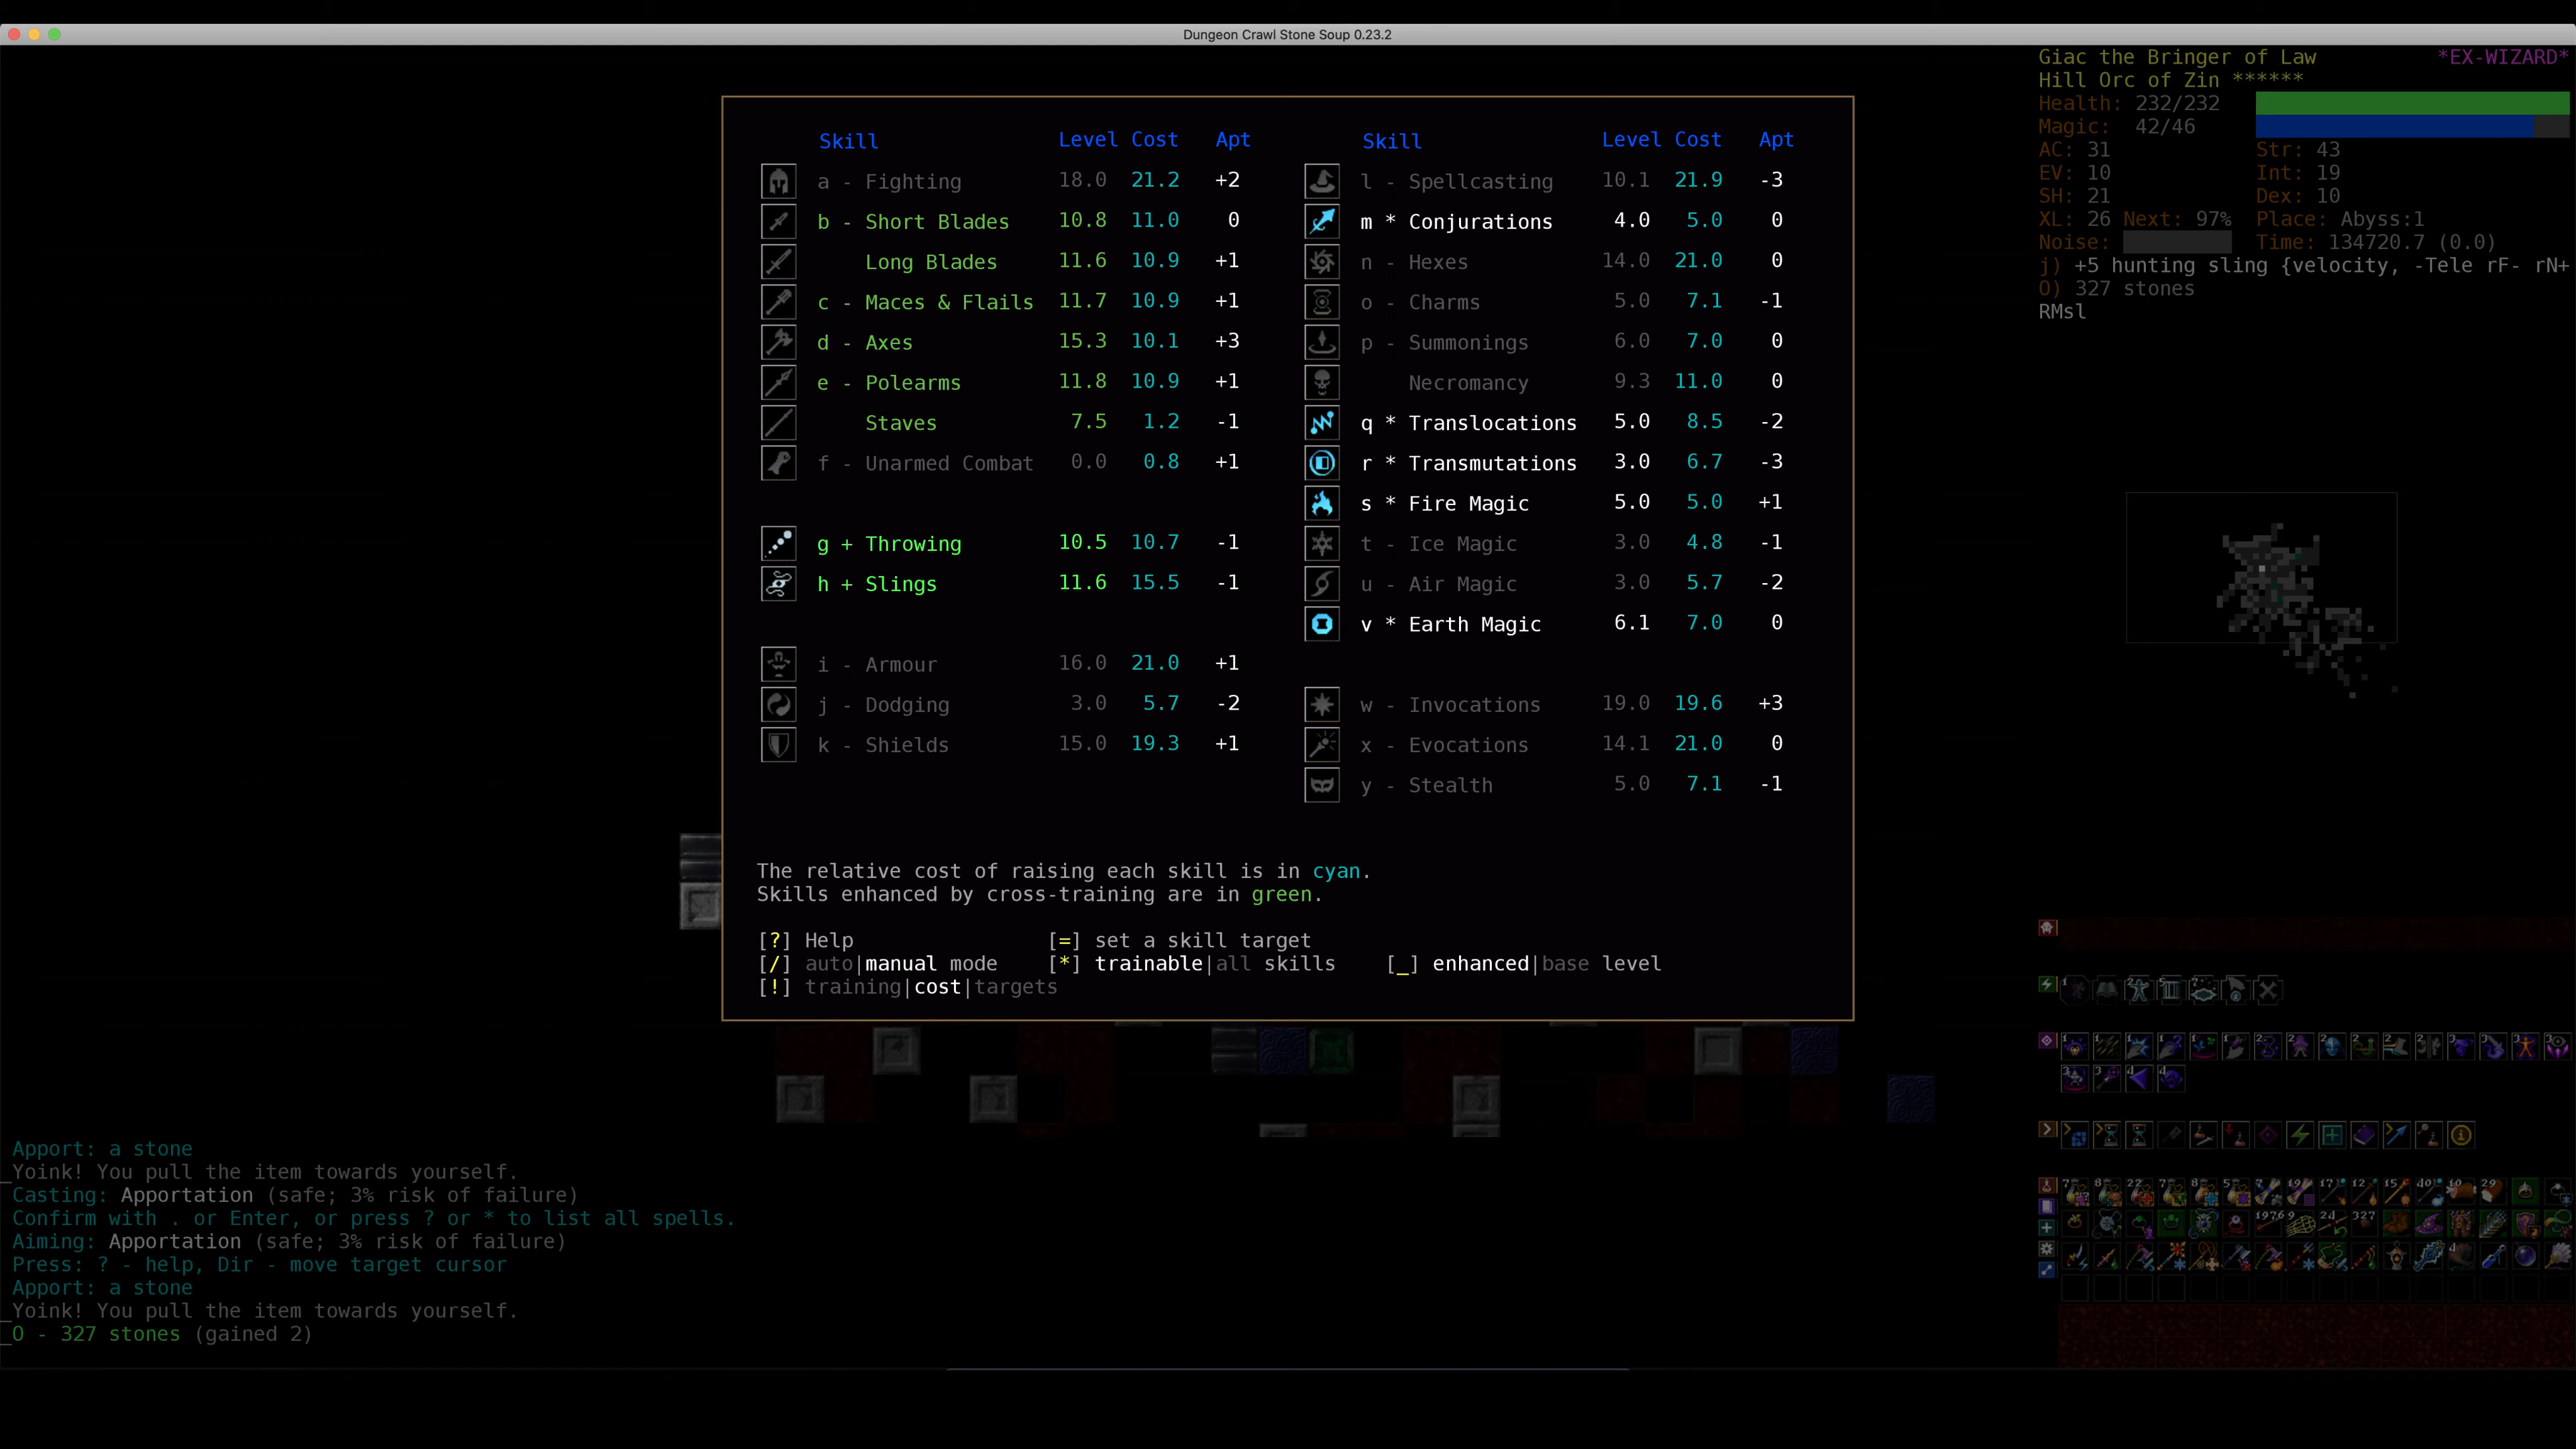 Dungeon Crawl Stone Soup 0.23.2
Giac the Bringer of Law *EX-WIZARD*
Hill Orc of Zin ******
Health: 232/232
Magic: 42/46
AC: 31 Str: 43
EV: 10 Int: 19
SH: 21 Dex: 10
XL: 26 Next: 97% Place: Abyss:1
Noise: Time: 134720.7 (0.0)
j) +5 hunting sling {velocity, -Tele rF- rN+
O) 327 stones
RMsl
Skill Level Cost Apt Skill Level Cost Apt
a - Fighting 18.0 21.2 +2 l - Spellcasting 10.1 21.9 -3
b - Short Blades 10.8 11.0 0 m * Conjurations 4.0 5.0 0
Long Blades 11.6 10.9 +1 n - Hexes 14.0 21.0 0
c - Maces & Flails 11.7 10.9 +1 o - Charms 5.0 7.1 -1
d - Axes 15.3 10.1 +3 p - Summonings 6.0 7.0 0
e - Polearms 11.8 10.9 +1 Necromancy 9.3 11.0 0
Staves 7.5 1.2 -1 q * Translocations 5.0 8.5 -2
f - Unarmed Combat 0.0 0.8 +1 r * Transmutations 3.0 6.7 -3
s * Fire Magic 5.0 5.0 +1
g + Throwing 10.5 10.7 -1 t - Ice Magic 3.0 4.8 -1
h + Slings 11.6 15.5 -1 u - Air Magic 3.0 5.7 -2
v * Earth Magic 6.1 7.0 0
i - Armour 16.0 21.0 +1
j - Dodging 3.0 5.7 -2 w - Invocations 19.0 19.6 +3
k - Shields 15.0 19.3 +1 x - Evocations 14.1 21.0 0
y - Stealth 5.0 7.1 -1
The relative cost of raising each skill is in cyan.
Skills enhanced by cross-training are in green.
[?] Help [=] set a skill target
[/] auto|manual mode [*] trainable|all skills [_] enhanced|base level
[!] training|cost|targets
Apport: a stone
Yoink! You pull the item towards yourself.
_Casting: Apportation (safe; 3% risk of failure)
Confirm with . or Enter, or press ? or * to list all spells.
Aiming: Apportation (safe; 3% risk of failure)
Press: ? - help, Dir - move target cursor
Apport: a stone
Yoink! You pull the item towards yourself.
_O - 327 stones (gained 2)
_